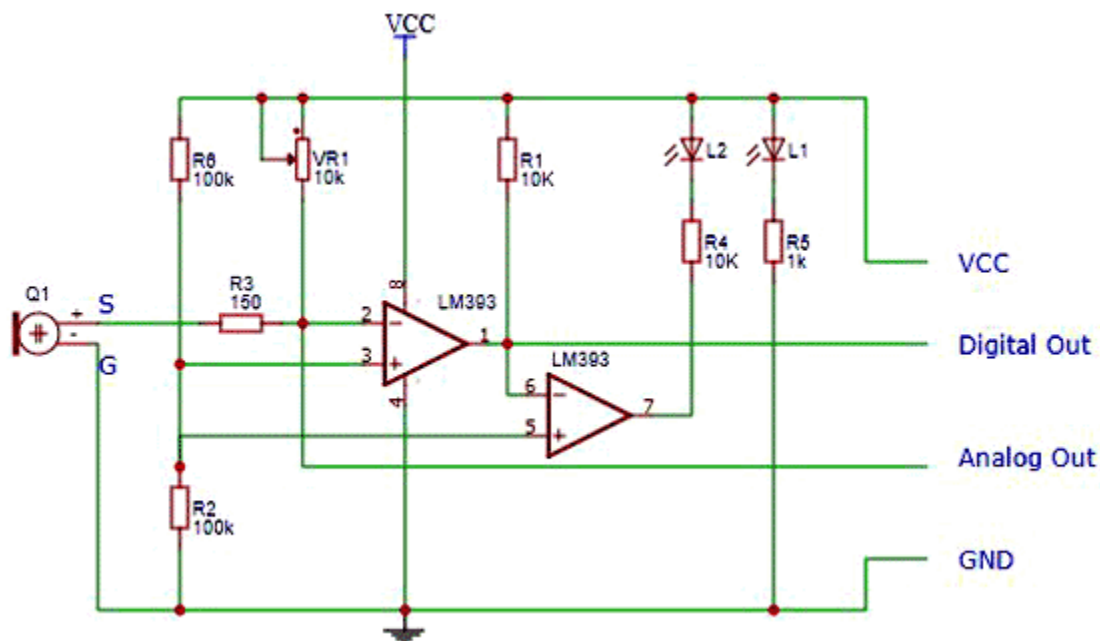 VCC
R6
100k
VR1
10k
R1
10K
L2
L1
R4
10K
R5
1k
VCC
Q1
S
+
-
G
R3
150
8
LM393
2
-
3
+
1
4
Digital Out
LM393
6
-
5
+
7
Analog Out
R2
100k
GND